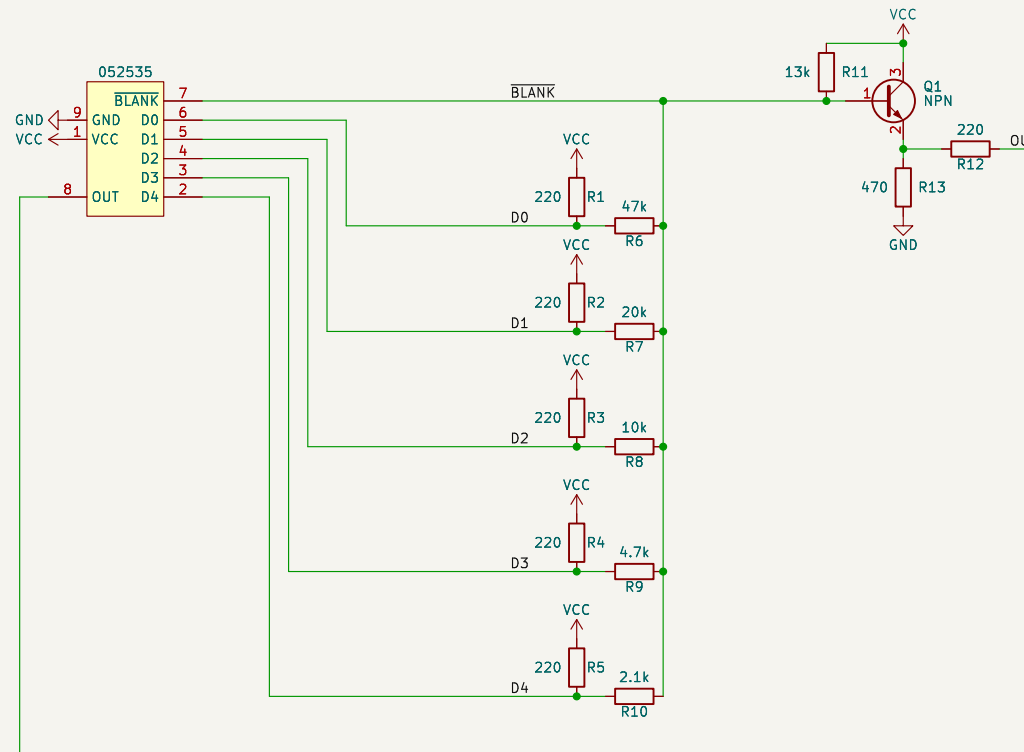 052535
BLANK 7
GND 9 GND D0 6
VCC 1 VCC D1 5
D2 4
D3 3
8 OUT D4 2
BLANK
VCC
13k R11
1 3 2
Q1
NPN
220
R12
470 R13
GND
VCC
220 R1
D0
47k
R6
VCC
220 R2
D1
20k
R7
VCC
220 R3
D2
10k
R8
VCC
220 R4
D3
4.7k
R9
VCC
220 R5
D4
2.1k
R10